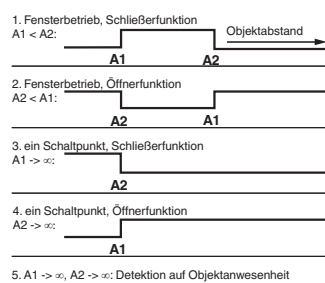 1. Fensterbetrieb, Schließerfunktion
A1 < A2:
Objektabstand
A1
A2
2. Fensterbetrieb, Öffnerfunktion
A2 < A1:
A2
A1
3. ein Schaltpunkt, Schließerfunktion
A1 -> ∞:
A2
4. ein Schaltpunkt, Öffnerfunktion
A2 -> ∞:
A1
5. A1 -> ∞, A2 -> ∞: Detektion auf Objektanwesenheit